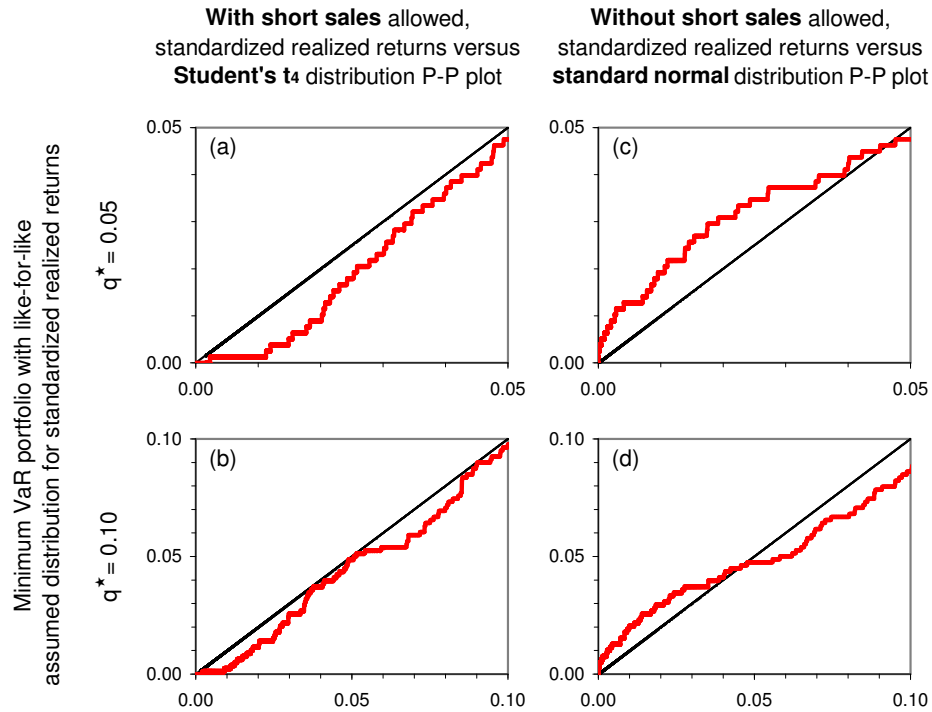 With short sales allowed,
standardized realized returns versus
Student's t4 distribution P-P plot
Without short sales allowed,
standardized realized returns versus
standard normal distribution P-P plot
Minimum VaR portfolio with like-for-like
assumed distribution for standardized realized returns
q* = 0.05
(a)
0.05
0.00
0.00
0.05
(c)
0.05
0.00
0.00
0.05
q* = 0.10
(b)
0.10
0.05
0.00
0.00
0.05
0.10
(d)
0.10
0.05
0.00
0.00
0.05
0.10